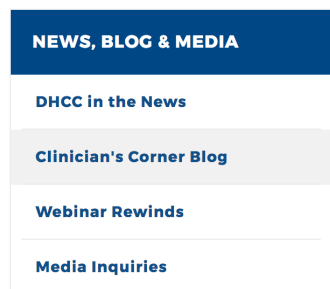 NEWS, BLOG & MEDIA
DHCC in the News
Clinician's Corner Blog
Webinar Rewinds
Media Inquiries